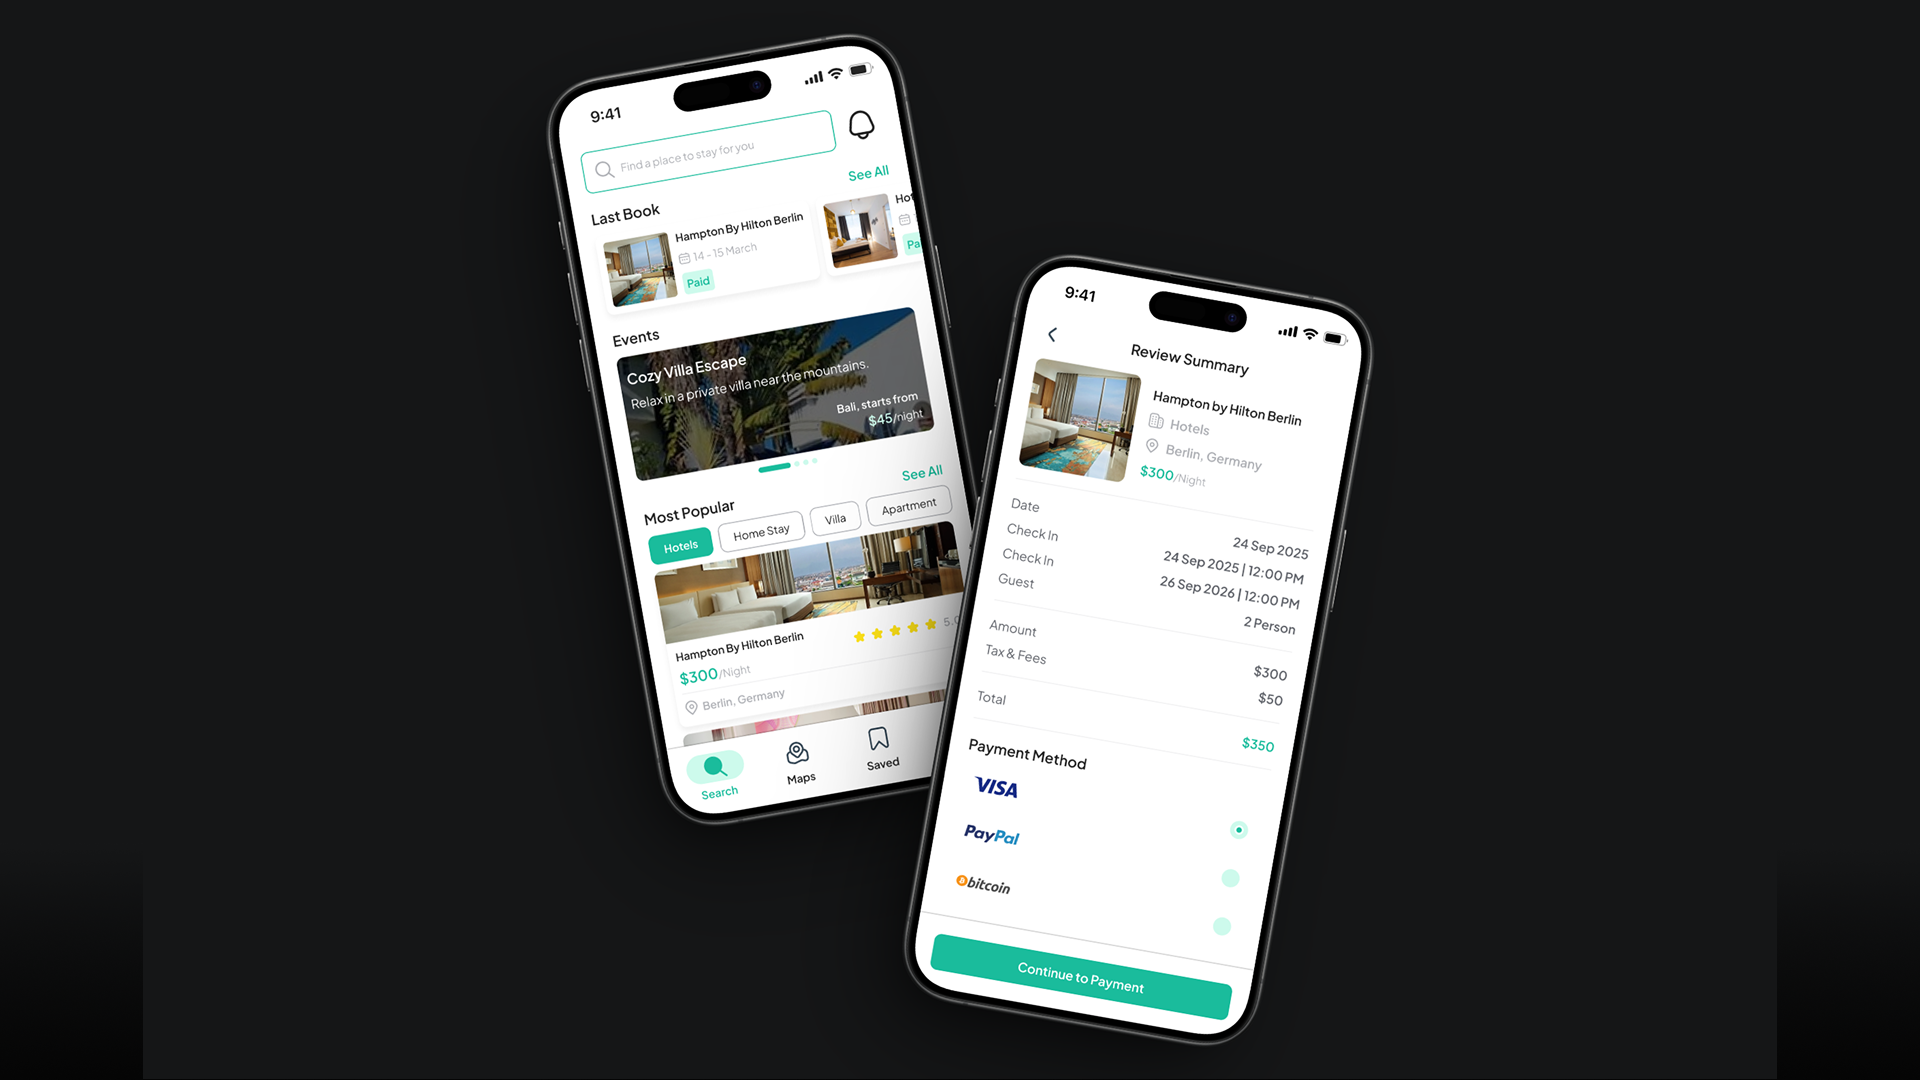 9:41
Find a place to stay for you
See All
Last Book
Hampton By Hilton Berlin
14 - 15 March
Paid
Events
Cozy Villa Escape
Relax in a private villa near the mountains.
Bali, starts from
$45/night
See All
Most Popular
Hotels
Home Stay
Villa
Apartment
Hampton By Hilton Berlin
$300/Night
Berlin, Germany
Search
Maps
Saved
9:41
Review Summary
Hampton by Hilton Berlin
Hotels
Berlin, Germany
$300/Night
Date
24 Sep 2025
Check In
24 Sep 2025 | 12:00 PM
Check In
26 Sep 2026 | 12:00 PM
Guest
2 Person
Amount
$300
Tax & Fees
$50
Total
$350
Payment Method
VISA
PayPal
bitcoin
Continue to Payment